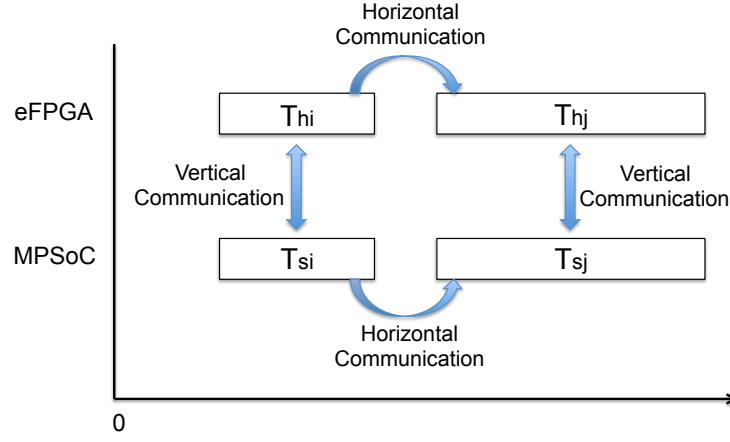 Horizontal
Communication
eFPGA
Thi
Thj
Vertical
Communication
Vertical
Communication
MPSoC
Tsi
Tsj
Horizontal
Communication
0